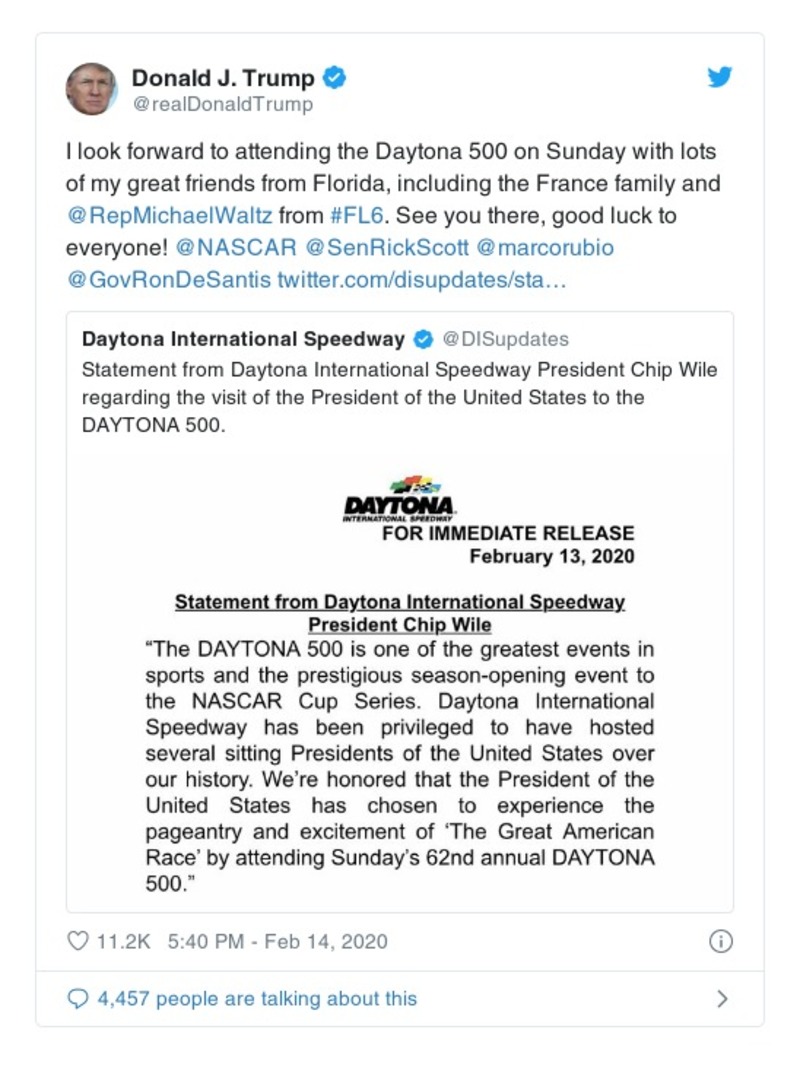 Donald J. Trump
@realDonaldTrump
I look forward to attending the Daytona 500 on Sunday with lots
of my great friends from Florida, including the France family and
@RepMichaelWaltz from #FL6. See you there, good luck to
everyone! @NASCAR @SenRickScott @marcorubio
@GovRonDeSantis twitter.com/disupdates/sta…
Daytona International Speedway @DISupdates
Statement from Daytona International Speedway President Chip Wile
regarding the visit of the President of the United States to the
DAYTONA 500.
DAYTONA
INTERNATIONAL SPEEDWAY
FOR IMMEDIATE RELEASE
February 13, 2020
Statement from Daytona International Speedway
President Chip Wile
“The DAYTONA 500 is one of the greatest events in
sports and the prestigious season-opening event to
the NASCAR Cup Series. Daytona International
Speedway has been privileged to have hosted
several sitting Presidents of the United States over
our history. We’re honored that the President of the
United States has chosen to experience the
pageantry and excitement of ‘The Great American
Race’ by attending Sunday’s 62nd annual DAYTONA
500.”
11.2K 5:40 PM - Feb 14, 2020
4,457 people are talking about this